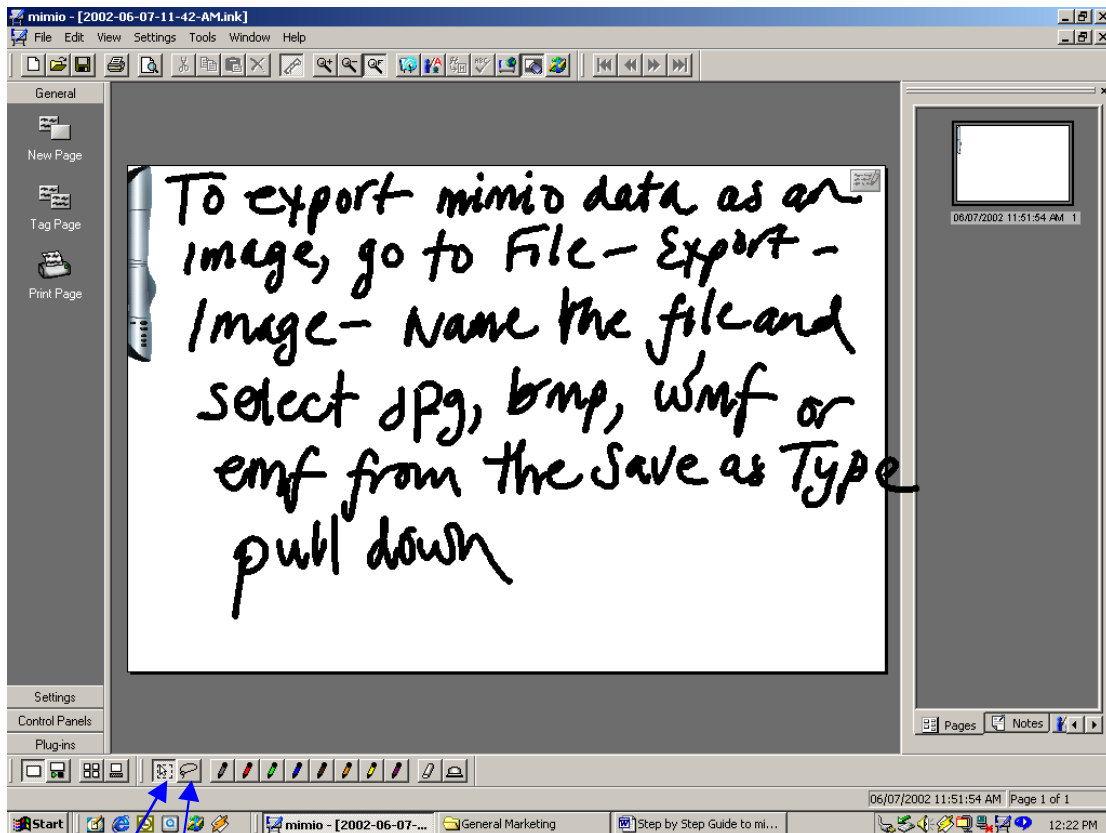 mimio - [2002-06-07-11-42-AM.ink]
File Edit View Settings Tools Window Help
General
New Page
Tag Page
Print Page
To export mimio data as an
image, go to File - Export -
Image - Name the file and
select jpg, bmp, wmf or
emf from the Save as Type
pull down
06/07/2002 11:51:54 AM 1
Settings
Control Panels
Plug-ins
Pages Notes
06/07/2002 11:51:54 AM Page 1 of 1
Start mimio - [2002-06-07-... General Marketing Step by Step Guide to mi... 12:22 PM